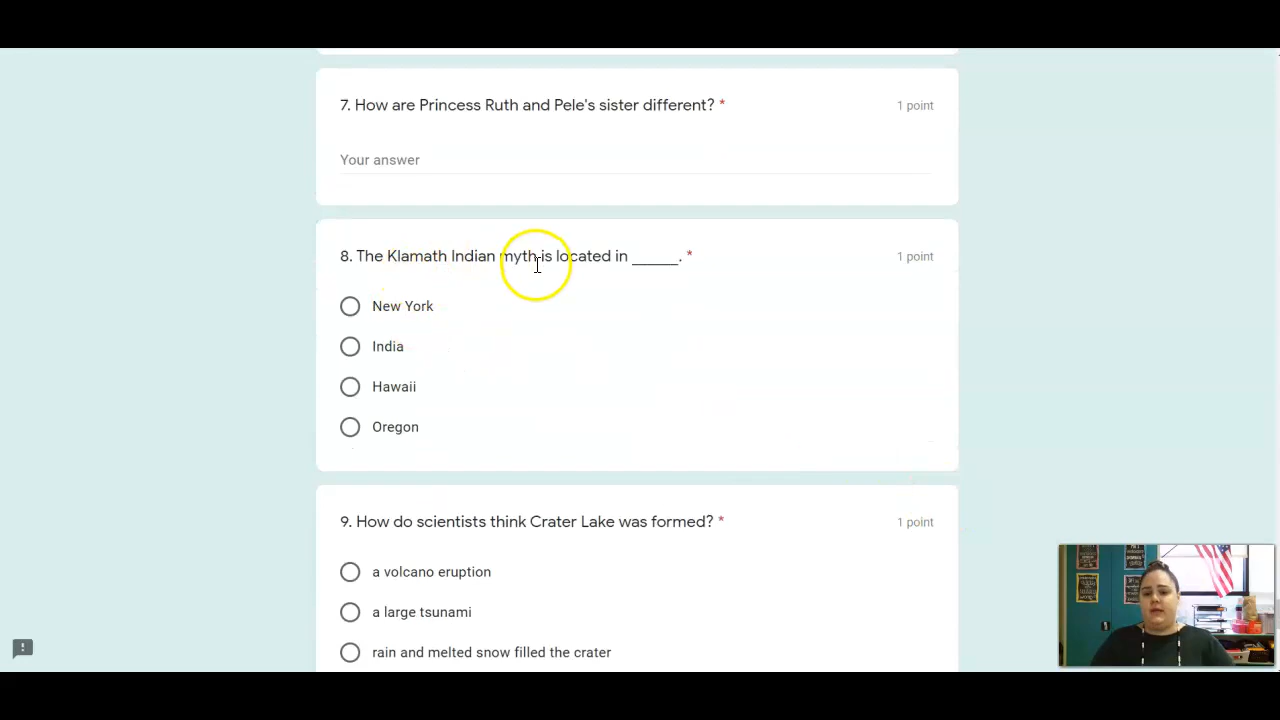 7. How are Princess Ruth and Pele's sister different? *
1 point
Your answer
8. The Klamath Indian myth is located in ______. *
1 point
New York
India
Hawaii
Oregon
9. How do scientists think Crater Lake was formed? *
1 point
a volcano eruption
a large tsunami
rain and melted snow filled the crater